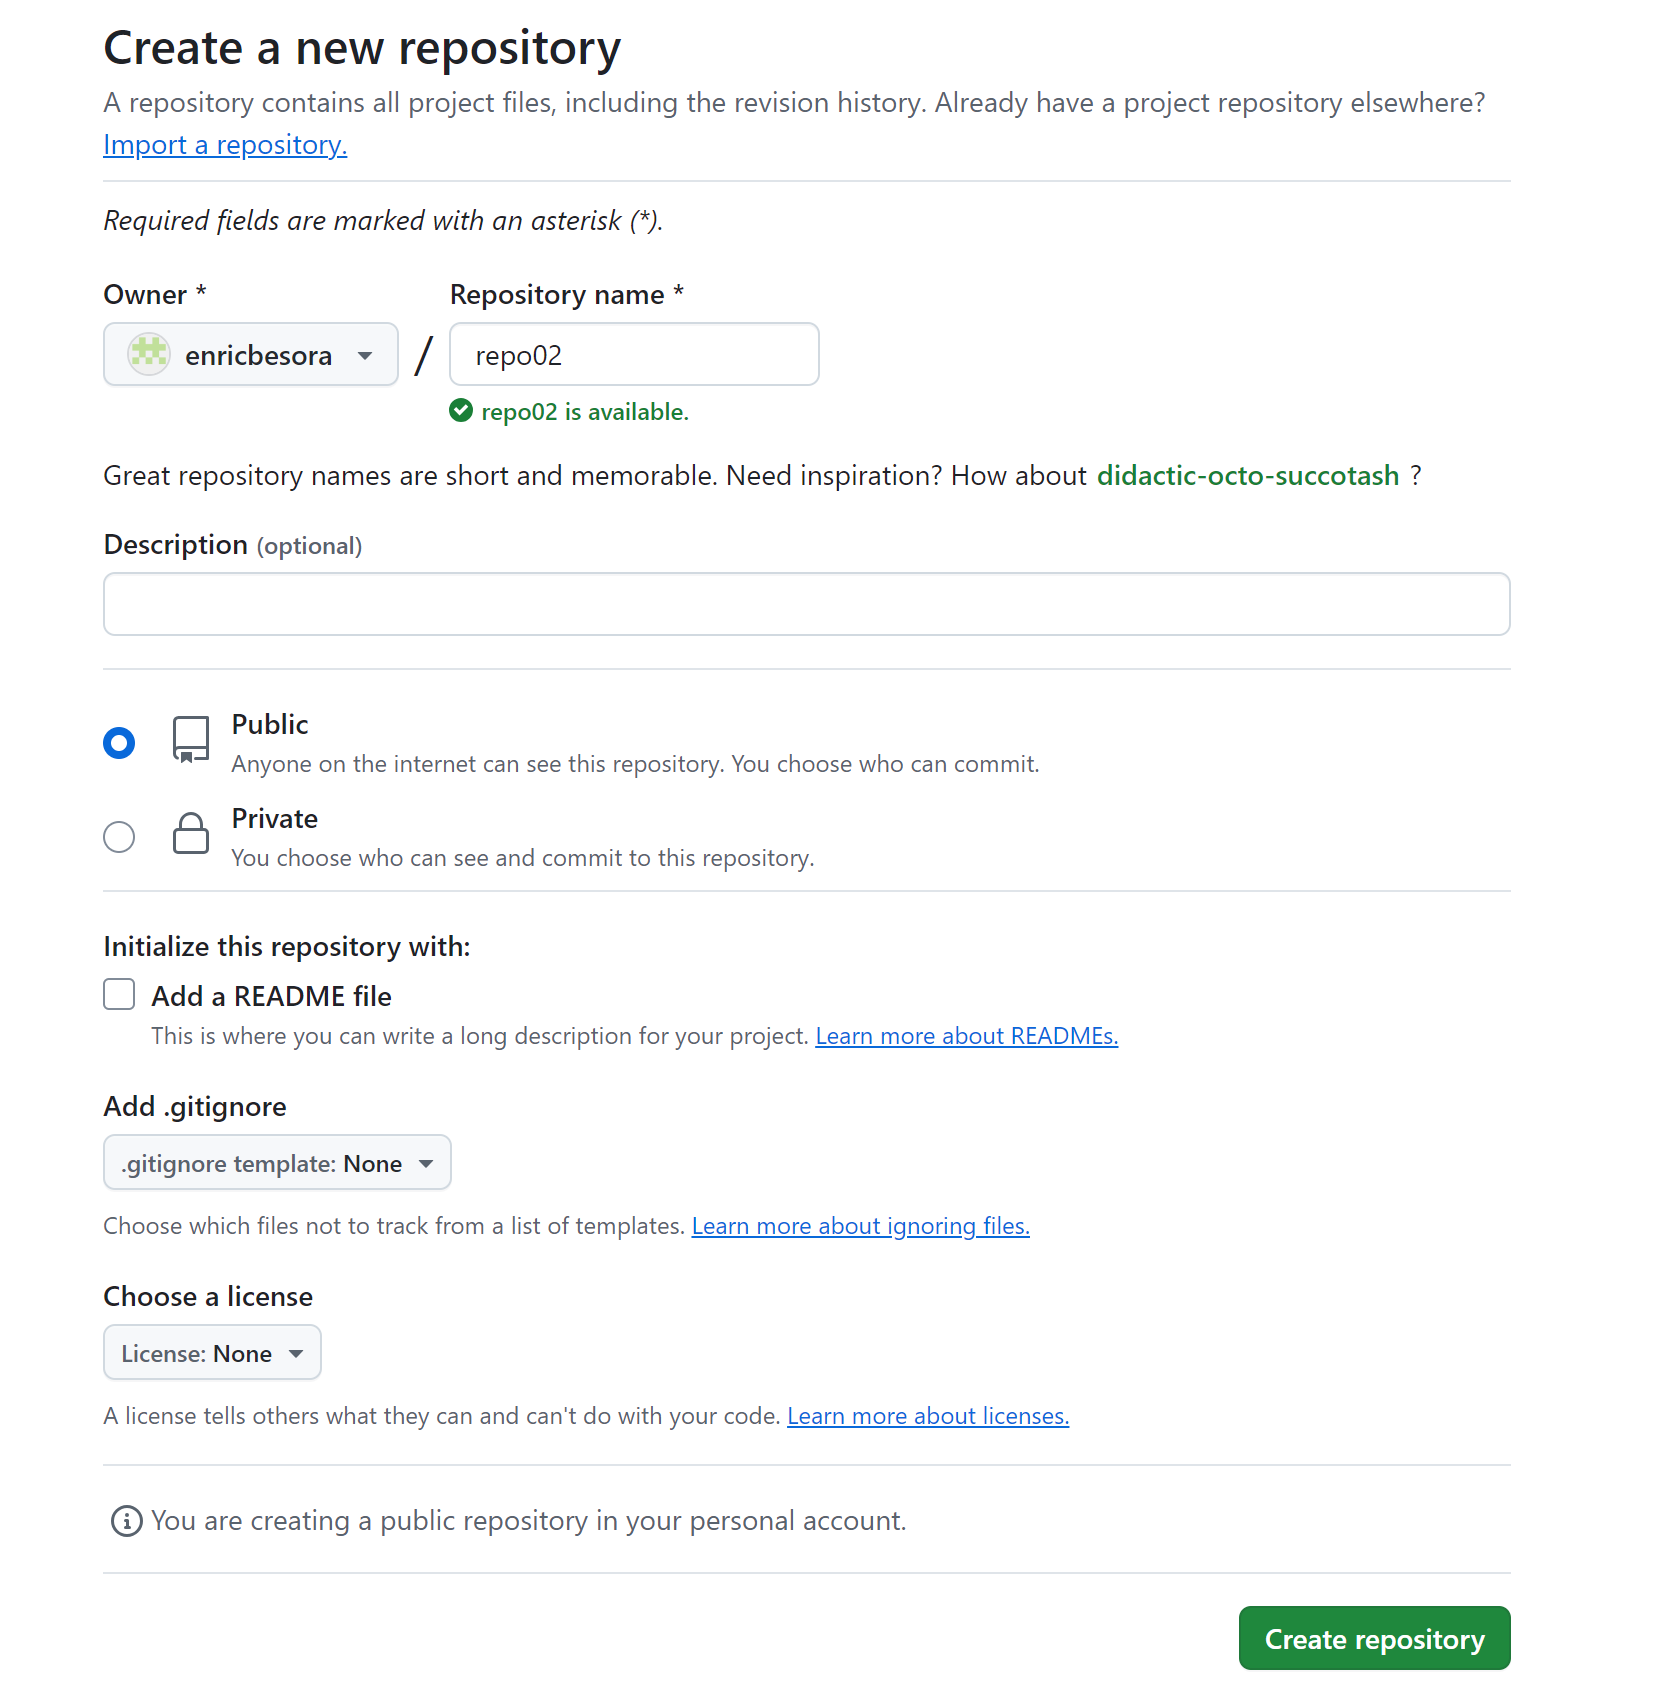 Create a new repository
A repository contains all project files, including the revision history. Already have a project repository elsewhere?
Import a repository.
Required fields are marked with an asterisk (*).
Owner * Repository name *
enricbesora / repo02
repo02 is available.
Great repository names are short and memorable. Need inspiration? How about didactic-octo-succotash ?
Description (optional)
Public
Anyone on the internet can see this repository. You choose who can commit.
Private
You choose who can see and commit to this repository.
Initialize this repository with:
Add a README file
This is where you can write a long description for your project. Learn more about READMEs.
Add .gitignore
.gitignore template: None
Choose which files not to track from a list of templates. Learn more about ignoring files.
Choose a license
License: None
A license tells others what they can and can't do with your code. Learn more about licenses.
You are creating a public repository in your personal account.
Create repository